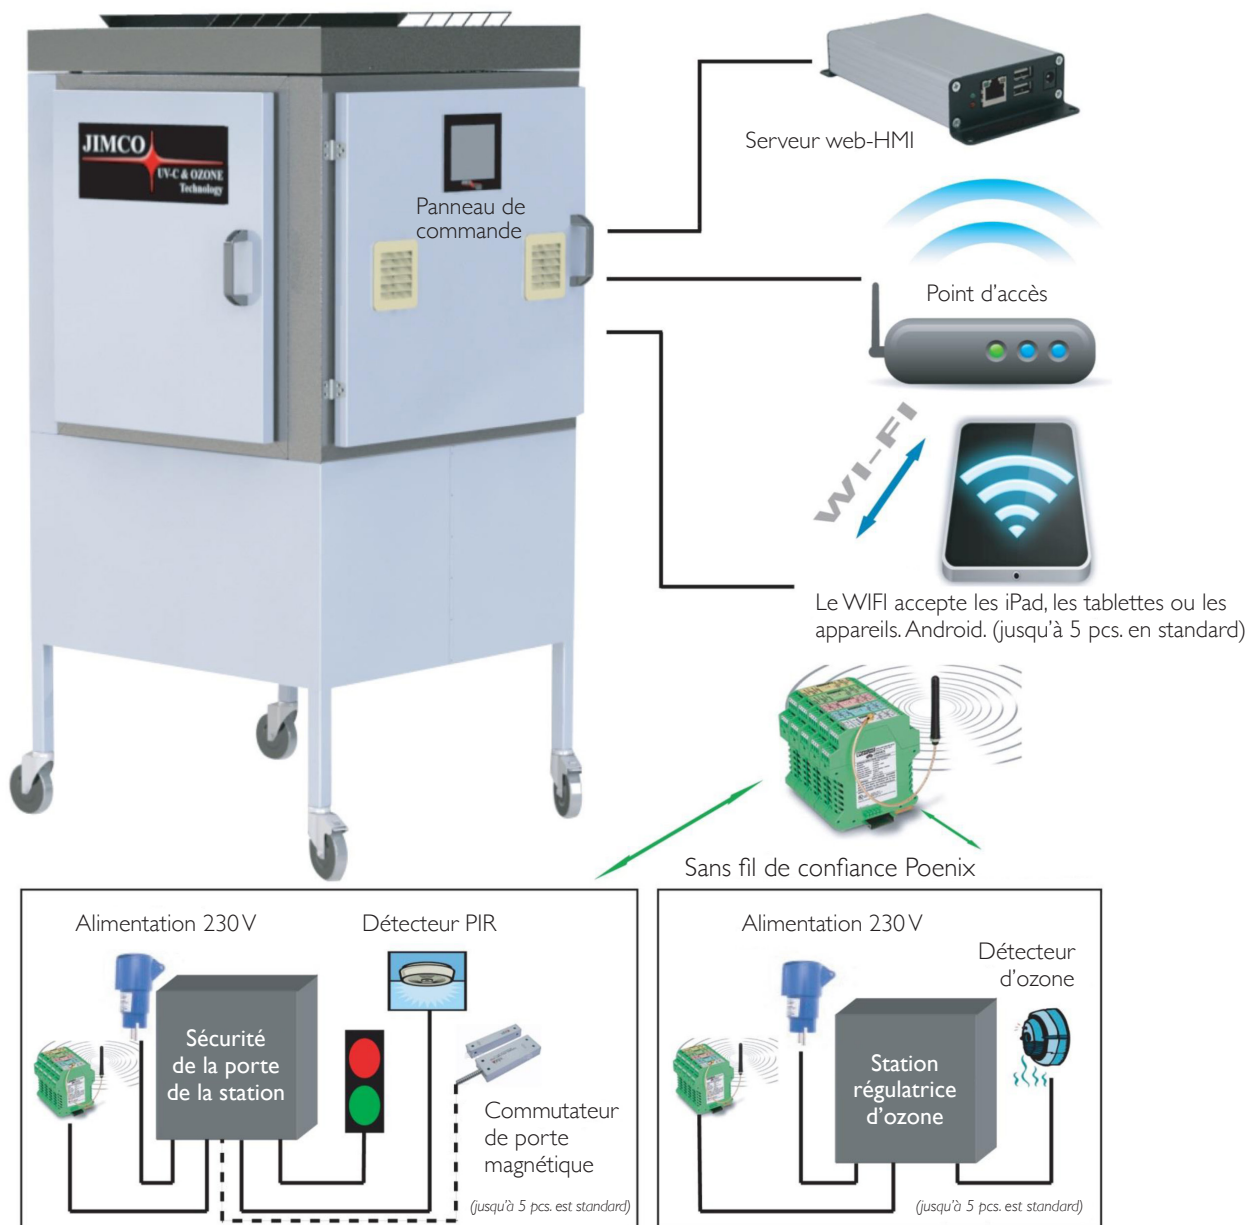 JIMCO
UV-C & OZONE
Technology
Panneau de
commande
Serveur web-HMI
Point d'accès
WI-FI
Le WIFI accepte les iPad, les tablettes ou les
appareils. Android. (jusqu'à 5 pcs. en standard)
Sans fil de confiance Poenix
Alimentation 230 V
Détecteur PIR
Sécurité
de la porte
de la station
Commutateur
de porte
magnétique
(jusqu'à 5 pcs. est standard)
Alimentation 230 V
Détecteur
d'ozone
Station
régulatrice
d'ozone
(jusqu'à 5 pcs. est standard)